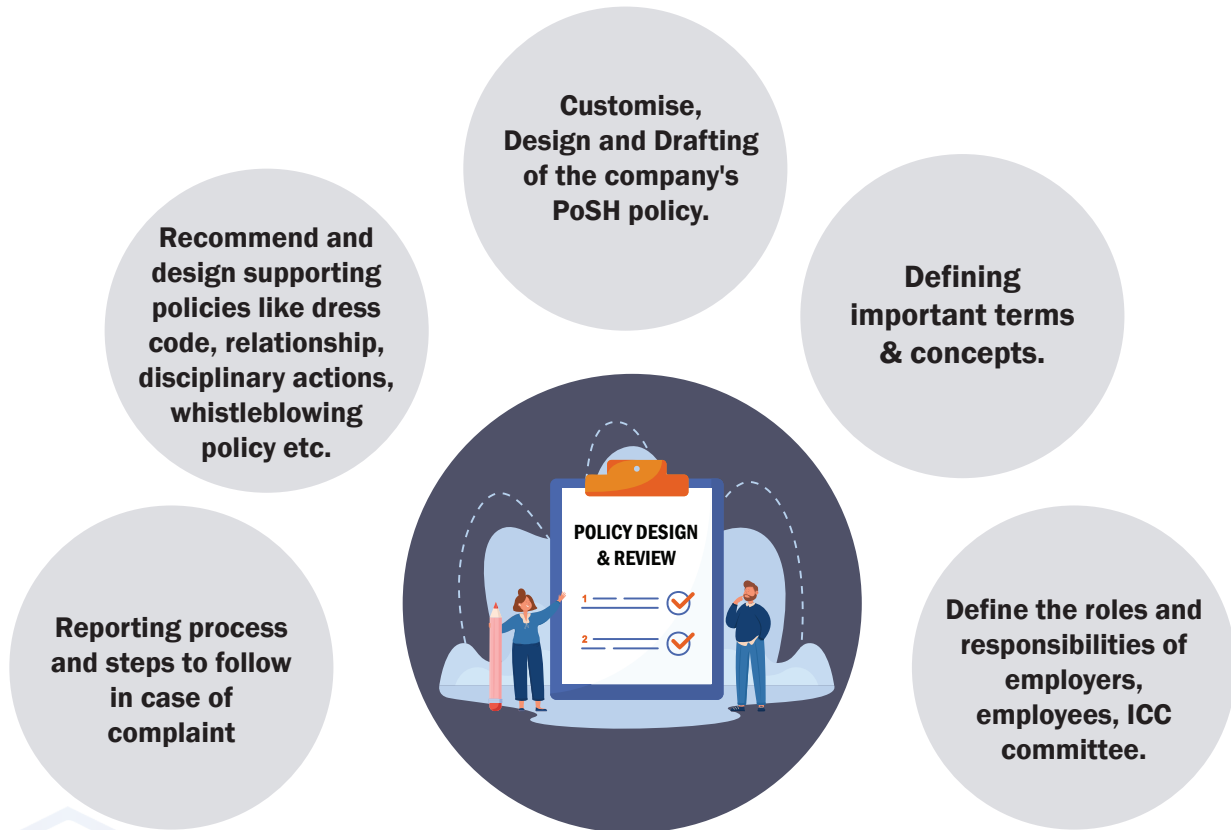 Customise,
Design and Drafting
of the company's
PoSH policy.
Recommend and
design supporting
policies like dress
code, relationship,
disciplinary actions,
whistleblowing
policy etc.
Defining
important terms
& concepts.
POLICY DESIGN
& REVIEW
1
2
Reporting process
and steps to follow
in case of
complaint
Define the roles and
responsibilities of
employers,
employees, ICC
committee.